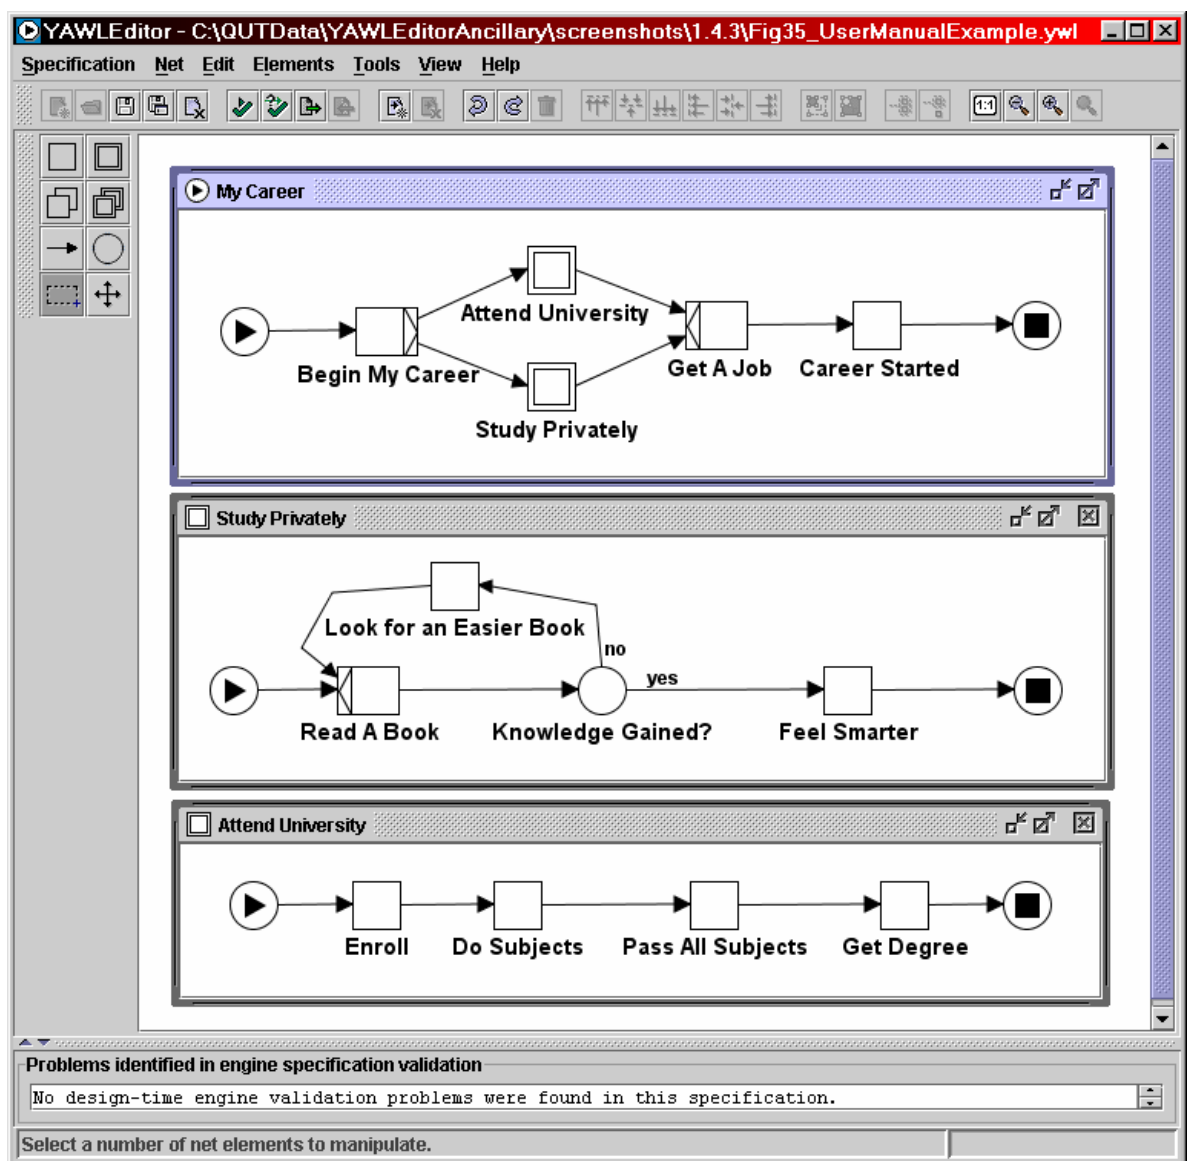 YAWLEditor - C:\QUTData\YAWLEditorAncillary\screenshots\1.4.3\Fig35_UserManualExample.ywl
Specification Net Edit Elements Tools View Help
1:1
My Career
Attend University
Begin My Career
Get A Job
Career Started
Study Privately
Study Privately
Look for an Easier Book
no
yes
Read A Book
Knowledge Gained?
Feel Smarter
Attend University
Enroll
Do Subjects
Pass All Subjects
Get Degree
Problems identified in engine specification validation
No design-time engine validation problems were found in this specification.
Select a number of net elements to manipulate.